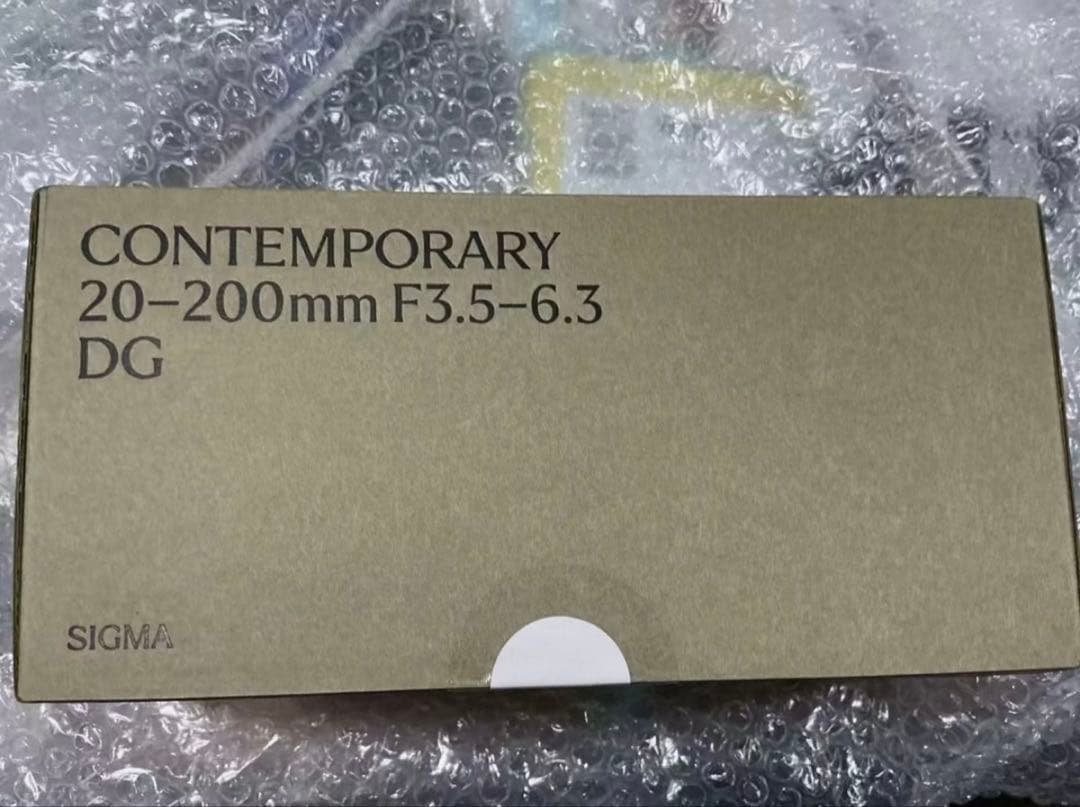 CONTEMPORARY
20–200mm F3.5–6.3
DG
SIGMA